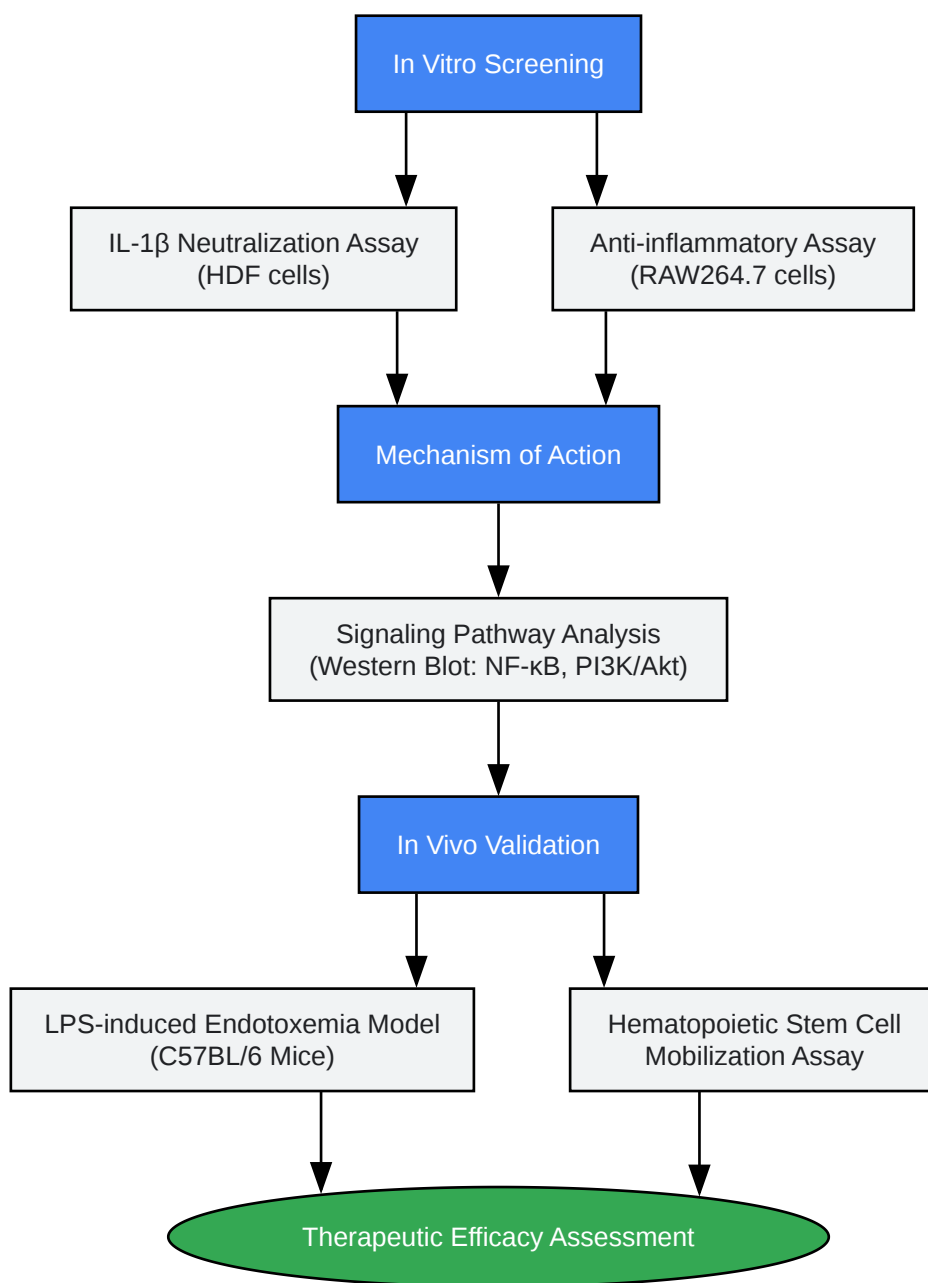 In Vitro Screening
IL-1β Neutralization Assay
(HDF cells)
Anti-inflammatory Assay
(RAW264.7 cells)
Mechanism of Action
Signaling Pathway Analysis
(Western Blot: NF-κB, PI3K/Akt)
In Vivo Validation
LPS-induced Endotoxemia Model
(C57BL/6 Mice)
Hematopoietic Stem Cell
Mobilization Assay
Therapeutic Efficacy Assessment